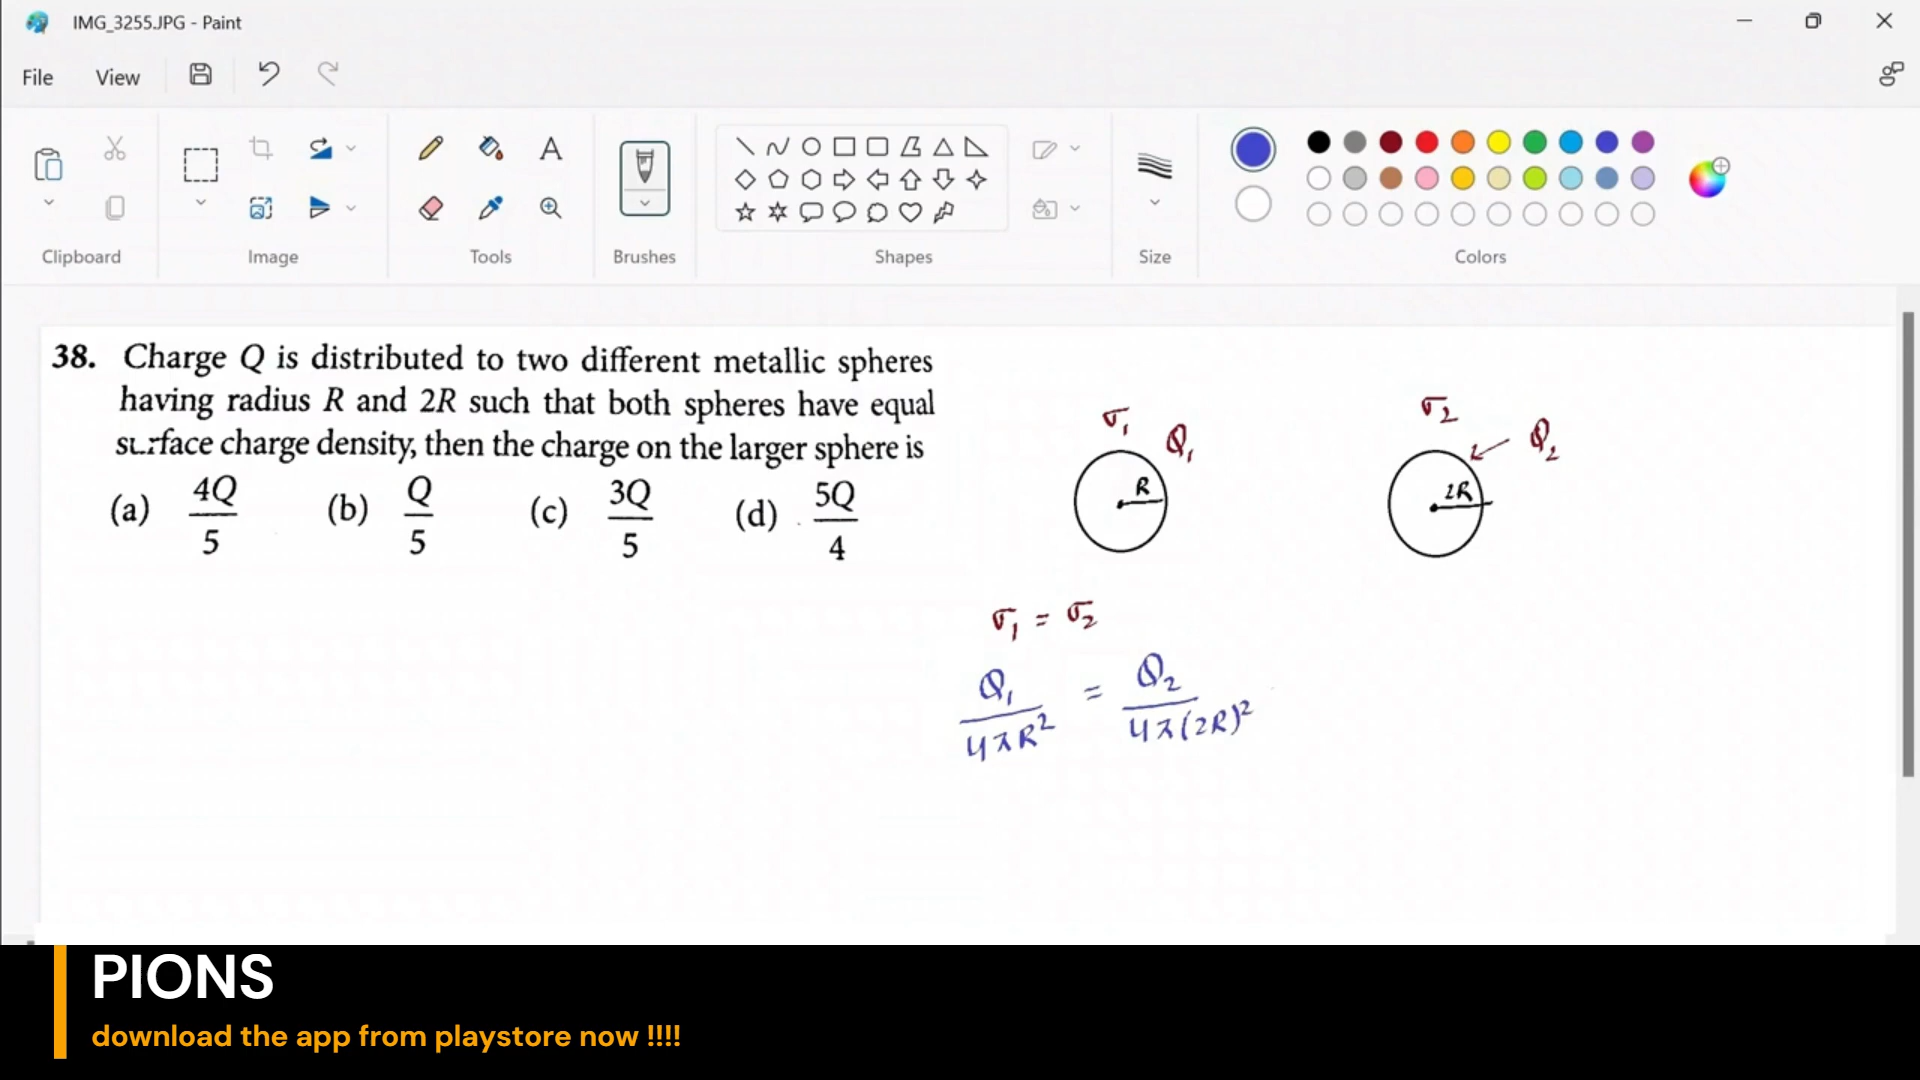 IMG_3255.JPG - Paint
File View
Clipboard Image Tools Brushes Shapes Size Colors
38. Charge Q is distributed to two different metallic spheres
having radius R and 2R such that both spheres have equal
surface charge density, then the charge on the larger sphere is
(a) 4Q/5 (b) Q/5 (c) 3Q/5 (d) 5Q/4
σ₁ Q₁
R
σ₂ Q₂
2R
σ₁ = σ₂
Q₁/4πR² = Q₂/4π(2R)²
PIONS
download the app from playstore now !!!!